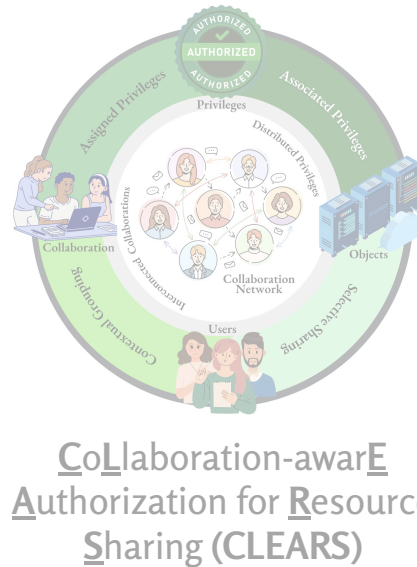 AUTHORIZED
AUTHORIZED
AUTHORIZED
Assigned Privileges
Associated Privileges
Privileges
Distributed Privileges
Interconnected Collaborations
Collaboration
Objects
Collaboration
Network
Contextual Grouping
Selective Sharing
Users
CoLlaboration-awarE
Authorization for Resource
Sharing (CLEARS)